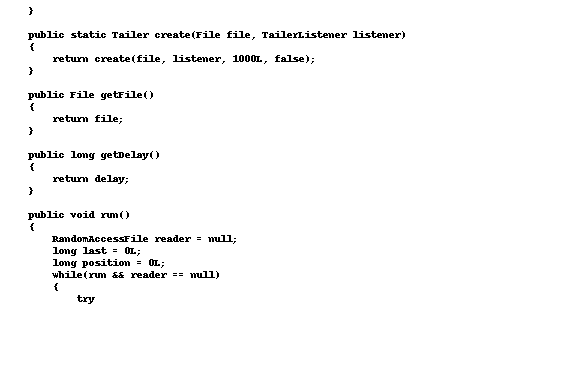 }
public static Tailer create(File file, TailerListener listener)
{
return create(file, listener, 1000L, false);
}
public File getFile()
{
return file;
}
public long getDelay()
{
return delay;
}
public void run()
{
RandomAccessFile reader = null;
long last = 0L;
long position = 0L;
while(run && reader == null)
{
try